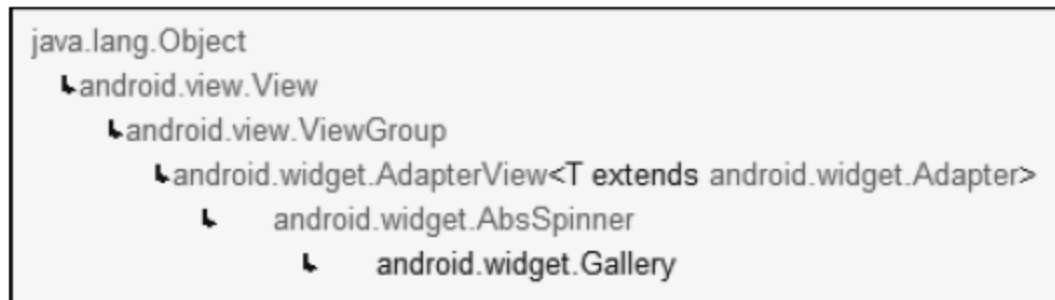 java.lang.Object
android.view.View
android.view.ViewGroup
android.widget.AdapterView<T extends android.widget.Adapter>
android.widget.AbsSpinner
android.widget.Gallery